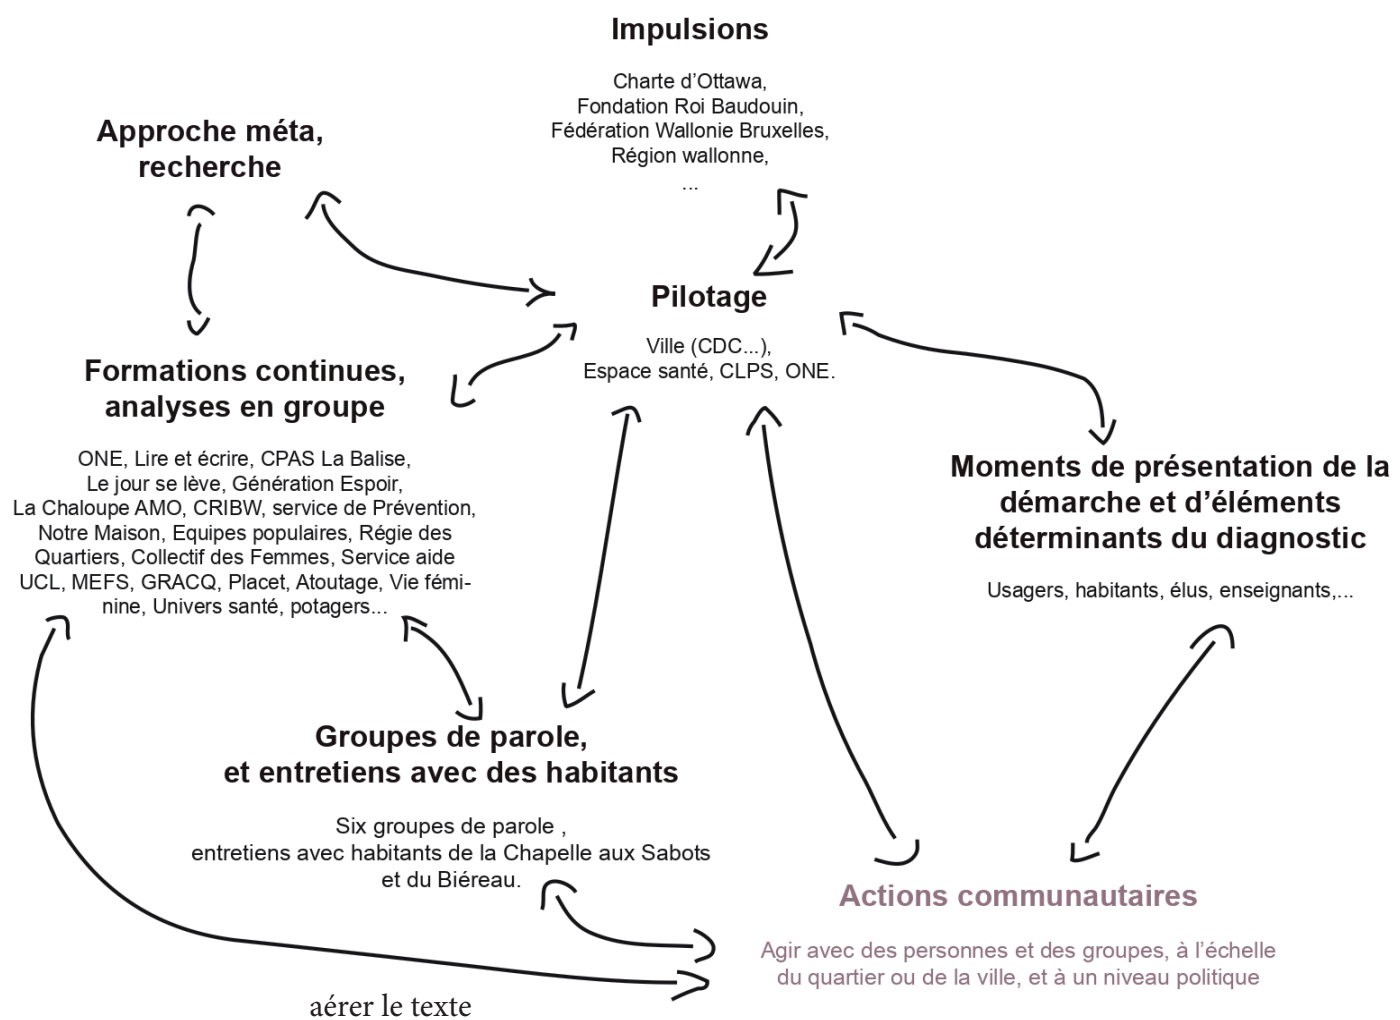 Impulsions
Charte d’Ottawa,
Fondation Roi Baudouin,
Fédération Wallonie Bruxelles,
Région wallonne,
...
Approche méta,
recherche
Pilotage
Ville (CDC...),
Espace santé, CLPS, ONE.
Formations continues,
analyses en groupe
ONE, Lire et écrire, CPAS La Balise,
Le jour se lève, Génération Espoir,
La Chaloupe AMO, CRIBW, service de Prévention,
Notre Maison, Equipes populaires, Régie des
Quartiers, Collectif des Femmes, Service aide
UCL, MEFS, GRACQ, Placet, Atoutage, Vie fémi-
nine, Univers santé, potagers...
Moments de présentation de la
démarche et d’éléments
déterminants du diagnostic
Usagers, habitants, élus, enseignants,...
Groupes de parole,
et entretiens avec des habitants
Six groupes de parole ,
entretiens avec habitants de la Chapelle aux Sabots
et du Biéreau.
Actions communautaires
Agir avec des personnes et des groupes, à l’échelle
du quartier ou de la ville, et à un niveau politique
aérer le texte